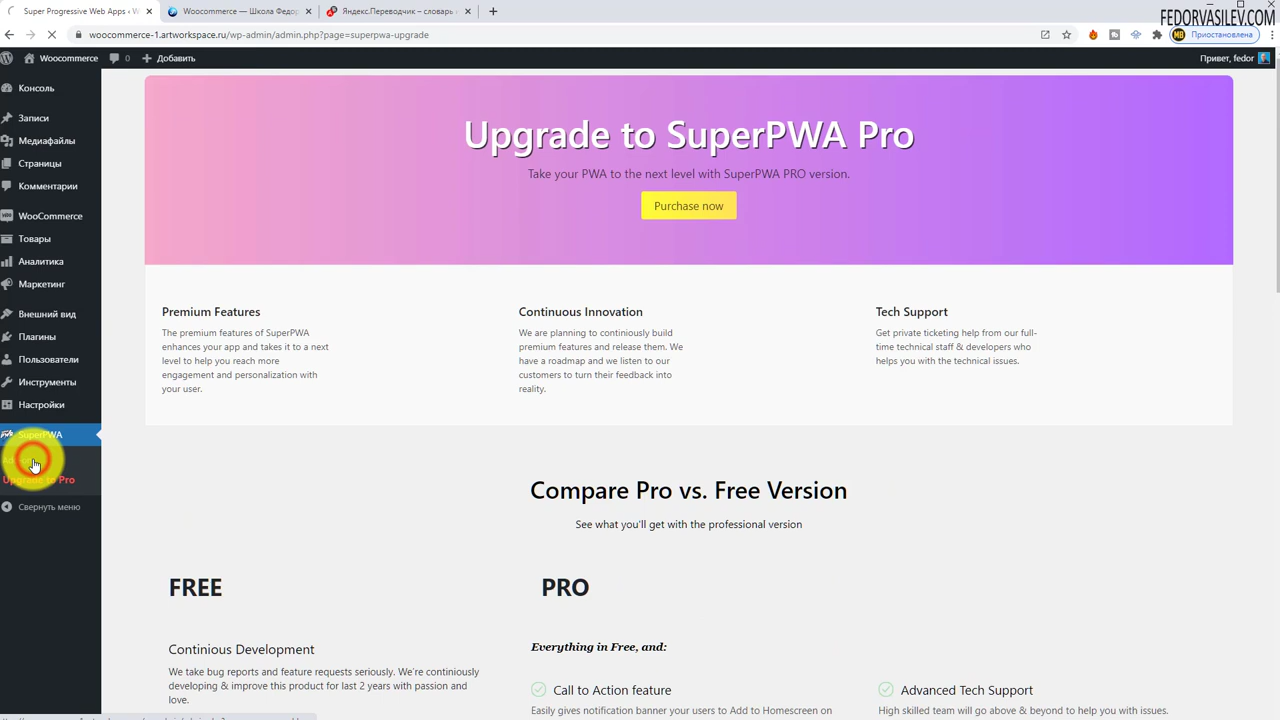 Super Progressive Web Apps ‹ W
Woocommerce — Школа Федор
Яндекс.Переводчик – словарь
FEDORVASILEV.COM
woocommerce-1.artworkspace.ru/wp-admin/admin.php?page=superpwa-upgrade
Приостановлена
Woocommerce
0
Добавить
Привет, fedor
Консоль
Записи
Медиафайлы
Страницы
Комментарии
WooCommerce
Товары
Аналитика
Маркетинг
Внешний вид
Плагины
Пользователи
Инструменты
Настройки
SuperPWA
Upgrade to Pro
Свернуть меню
Upgrade to SuperPWA Pro
Take your PWA to the next level with SuperPWA PRO version.
Purchase now
Premium Features
The premium features of SuperPWA
enhances your app and takes it to a next
level to help you reach more
engagement and personalization with
your user.
Continuous Innovation
We are planning to continiously build
premium features and release them. We
have a roadmap and we listen to our
customers to turn their feedback into
reality.
Tech Support
Get private ticketing help from our full-
time technical staff & developers who
helps you with the technical issues.
Compare Pro vs. Free Version
See what you'll get with the professional version
FREE
Continious Development
We take bug reports and feature requests seriously. We're continiously
developing & improve this product for last 2 years with passion and
love.
PRO
Everything in Free, and:
Call to Action feature
Easily gives notification banner your users to Add to Homescreen on
Advanced Tech Support
High skilled team will go above & beyond to help you with issues.